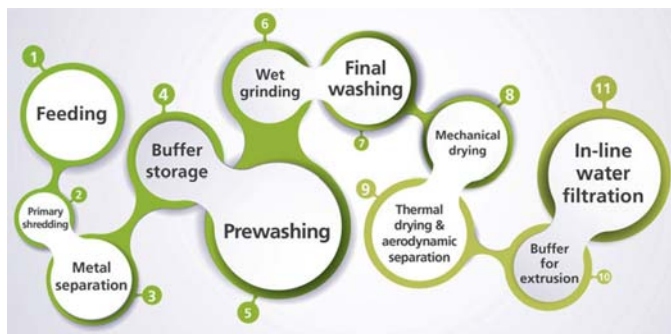 1
Feeding
2
Primary
shredding
Metal
separation
3
4
Buffer
storage
Prewashing
5
6
Wet
grinding
Final
washing
7
8
Mechanical
drying
9
Thermal
drying &
aerodynamic
separation
Buffer
for
extrusion
10
11
In-line
water
filtration